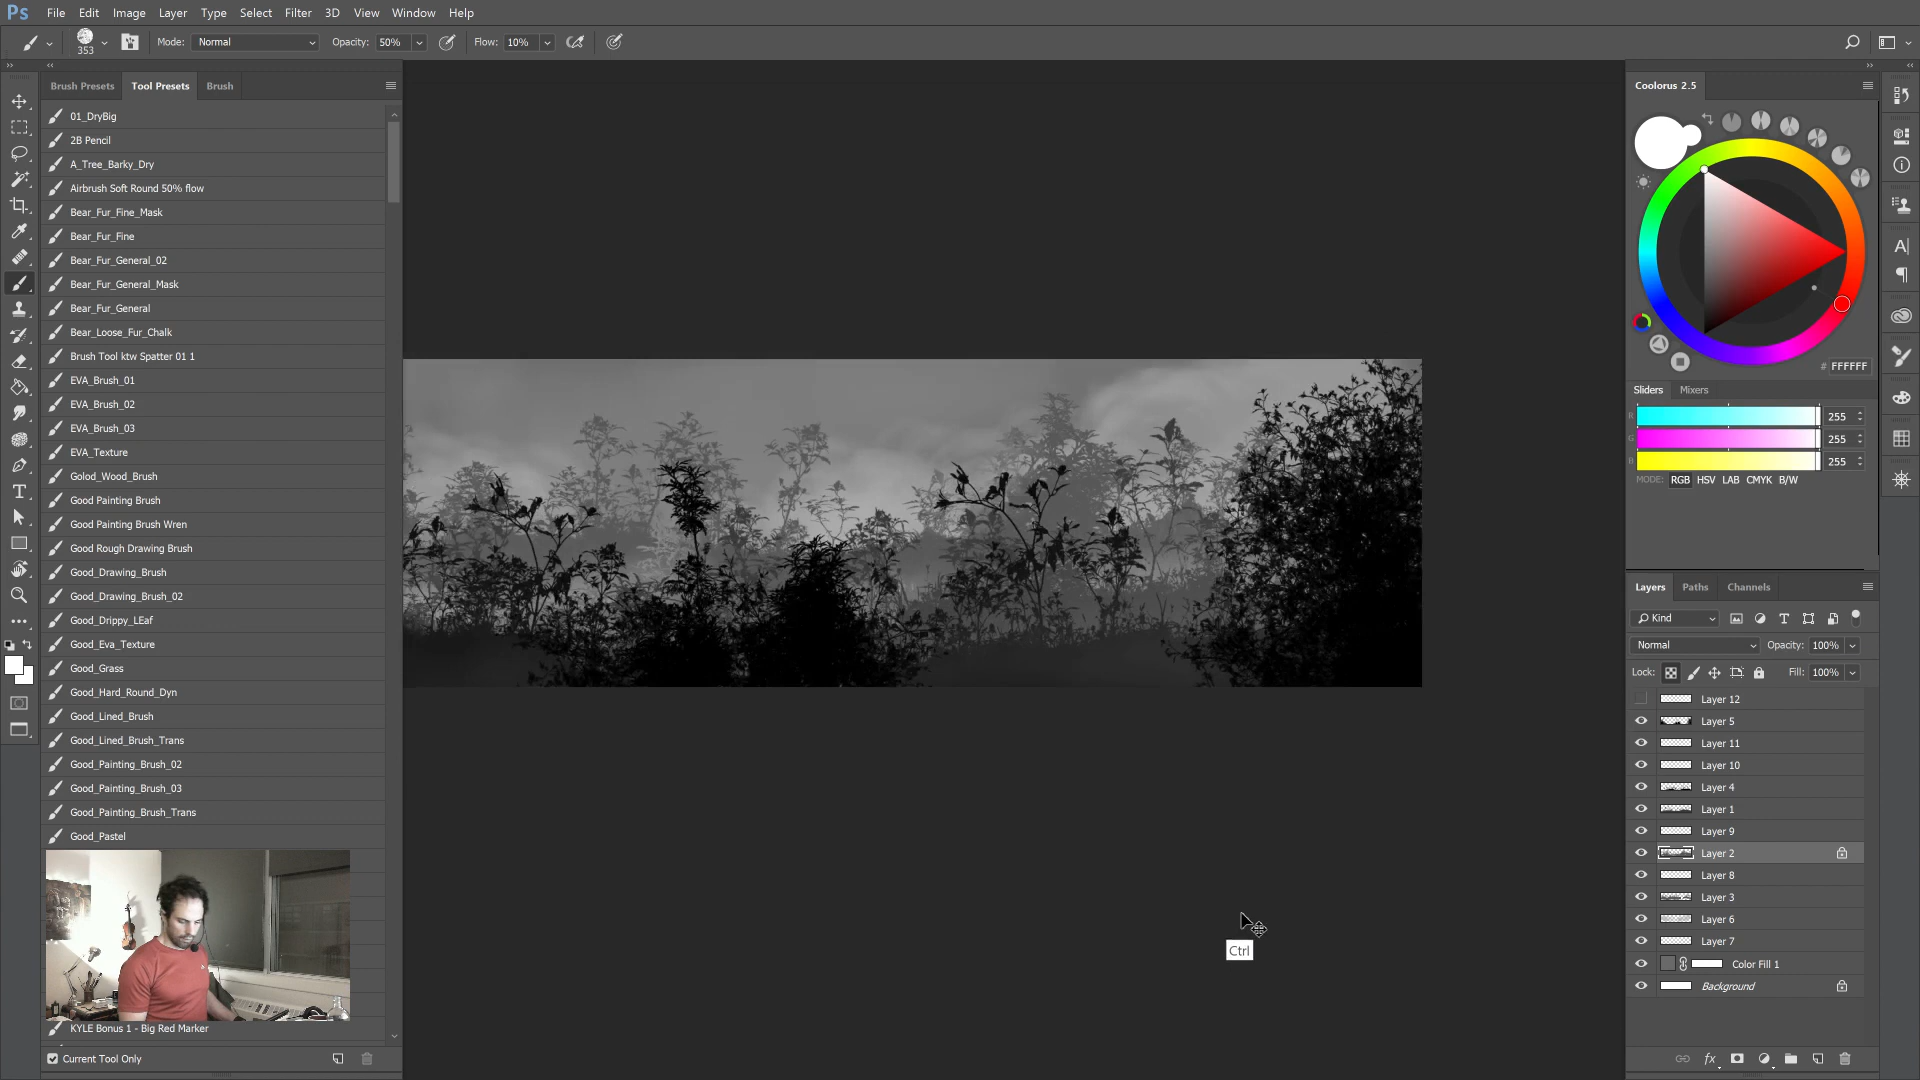 Ps File Edit Image Layer Type Select Filter 3D View Window Help
353 Mode: Normal Opacity: 50% Flow: 10%
Brush Presets Tool Presets Brush
01_DryBig
2B Pencil
A_Tree_Barky_Dry
Airbrush Soft Round 50% flow
Bear_Fur_Fine_Mask
Bear_Fur_Fine
Bear_Fur_General_02
Bear_Fur_General_Mask
Bear_Fur_General
Bear_Loose_Fur_Chalk
Brush Tool ktw Spatter 01 1
EVA_Brush_01
EVA_Brush_02
EVA_Brush_03
EVA_Texture
Golod_Wood_Brush
Good Painting Brush
Good Painting Brush Wren
Good Rough Drawing Brush
Good_Drawing_Brush
Good_Drawing_Brush_02
Good_Drippy_LEaf
Good_Eva_Texture
Good_Grass
Good_Hard_Round_Dyn
Good_Lined_Brush
Good_Lined_Brush_Trans
Good_Painting_Brush_02
Good_Painting_Brush_03
Good_Painting_Brush_Trans
Good_Pastel
KYLE Bonus 1 - Big Red Marker
Current Tool Only
Ctrl
Coolorus 2.5
# FFFFFF
Sliders Mixers
R 255
G 255
B 255
MODE: RGB HSV LAB CMYK B/W
Layers Paths Channels
Kind
Normal Opacity: 100%
Lock: Fill: 100%
Layer 12
Layer 5
Layer 11
Layer 10
Layer 4
Layer 1
Layer 9
Layer 2
Layer 8
Layer 3
Layer 6
Layer 7
Color Fill 1
Background
fx